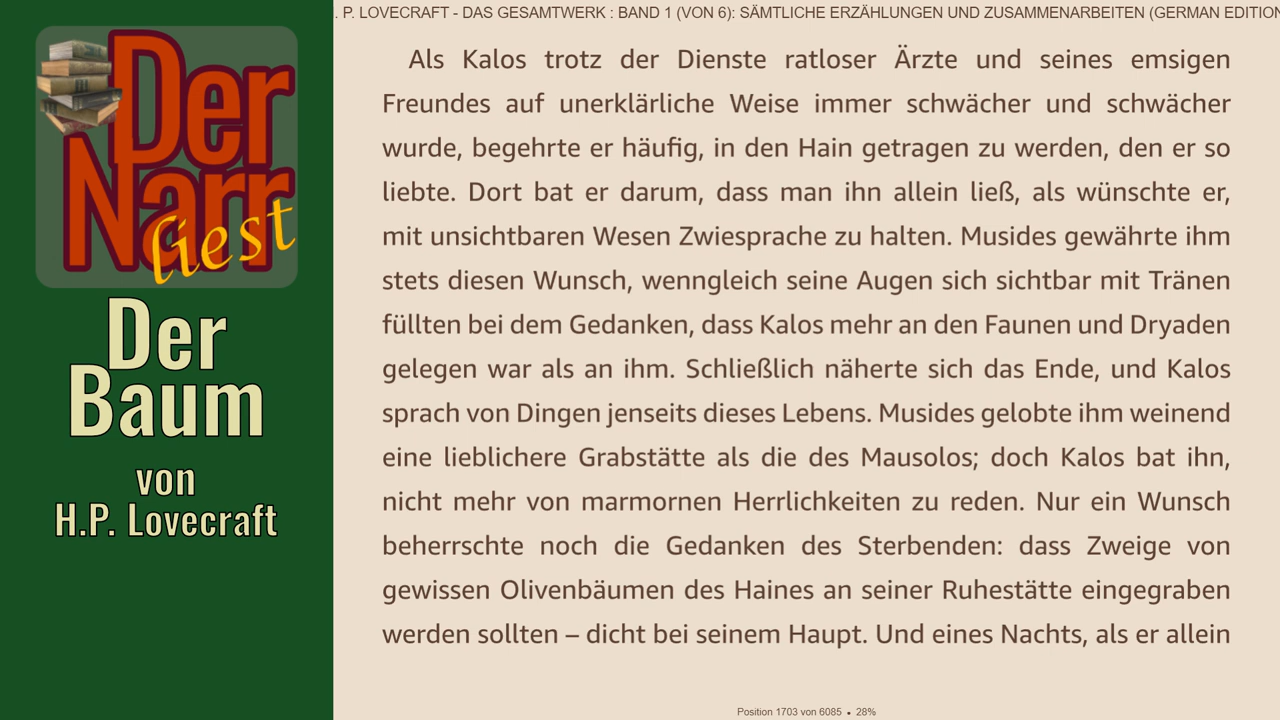 Der
Narr
liest
Der
Baum
von
H.P. Lovecraft
. P. LOVECRAFT - DAS GESAMTWERK : BAND 1 (VON 6): SÄMTLICHE ERZÄHLUNGEN UND ZUSAMMENARBEITEN (GERMAN EDITION
Als Kalos trotz der Dienste ratloser Ärzte und seines emsigen
Freundes auf unerklärliche Weise immer schwächer und schwächer
wurde, begehrte er häufig, in den Hain getragen zu werden, den er so
liebte. Dort bat er darum, dass man ihn allein ließ, als wünschte er,
mit unsichtbaren Wesen Zwiesprache zu halten. Musides gewährte ihm
stets diesen Wunsch, wenngleich seine Augen sich sichtbar mit Tränen
füllten bei dem Gedanken, dass Kalos mehr an den Faunen und Dryaden
gelegen war als an ihm. Schließlich näherte sich das Ende, und Kalos
sprach von Dingen jenseits dieses Lebens. Musides gelobte ihm weinend
eine lieblichere Grabstätte als die des Mausolos; doch Kalos bat ihn,
nicht mehr von marmornen Herrlichkeiten zu reden. Nur ein Wunsch
beherrschte noch die Gedanken des Sterbenden: dass Zweige von
gewissen Olivenbäumen des Haines an seiner Ruhestätte eingegraben
werden sollten – dicht bei seinem Haupt. Und eines Nachts, als er allein
Position 1703 von 6085 • 28%